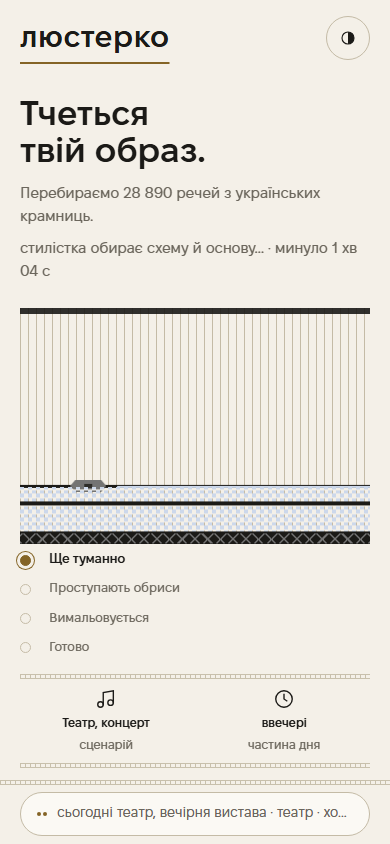 люстерко
Тчеться
твій образ.
Перебираємо 28 890 речей з українських
крамниць.
стилістка обирає схему й основу... · минуло 1 хв
04 с
Ще туманно
Проступають обриси
Вимальовується
Готово
Театр, концерт
сценарій
ввечері
частина дня
сьогодні театр, вечірня вистава · театр · хо...